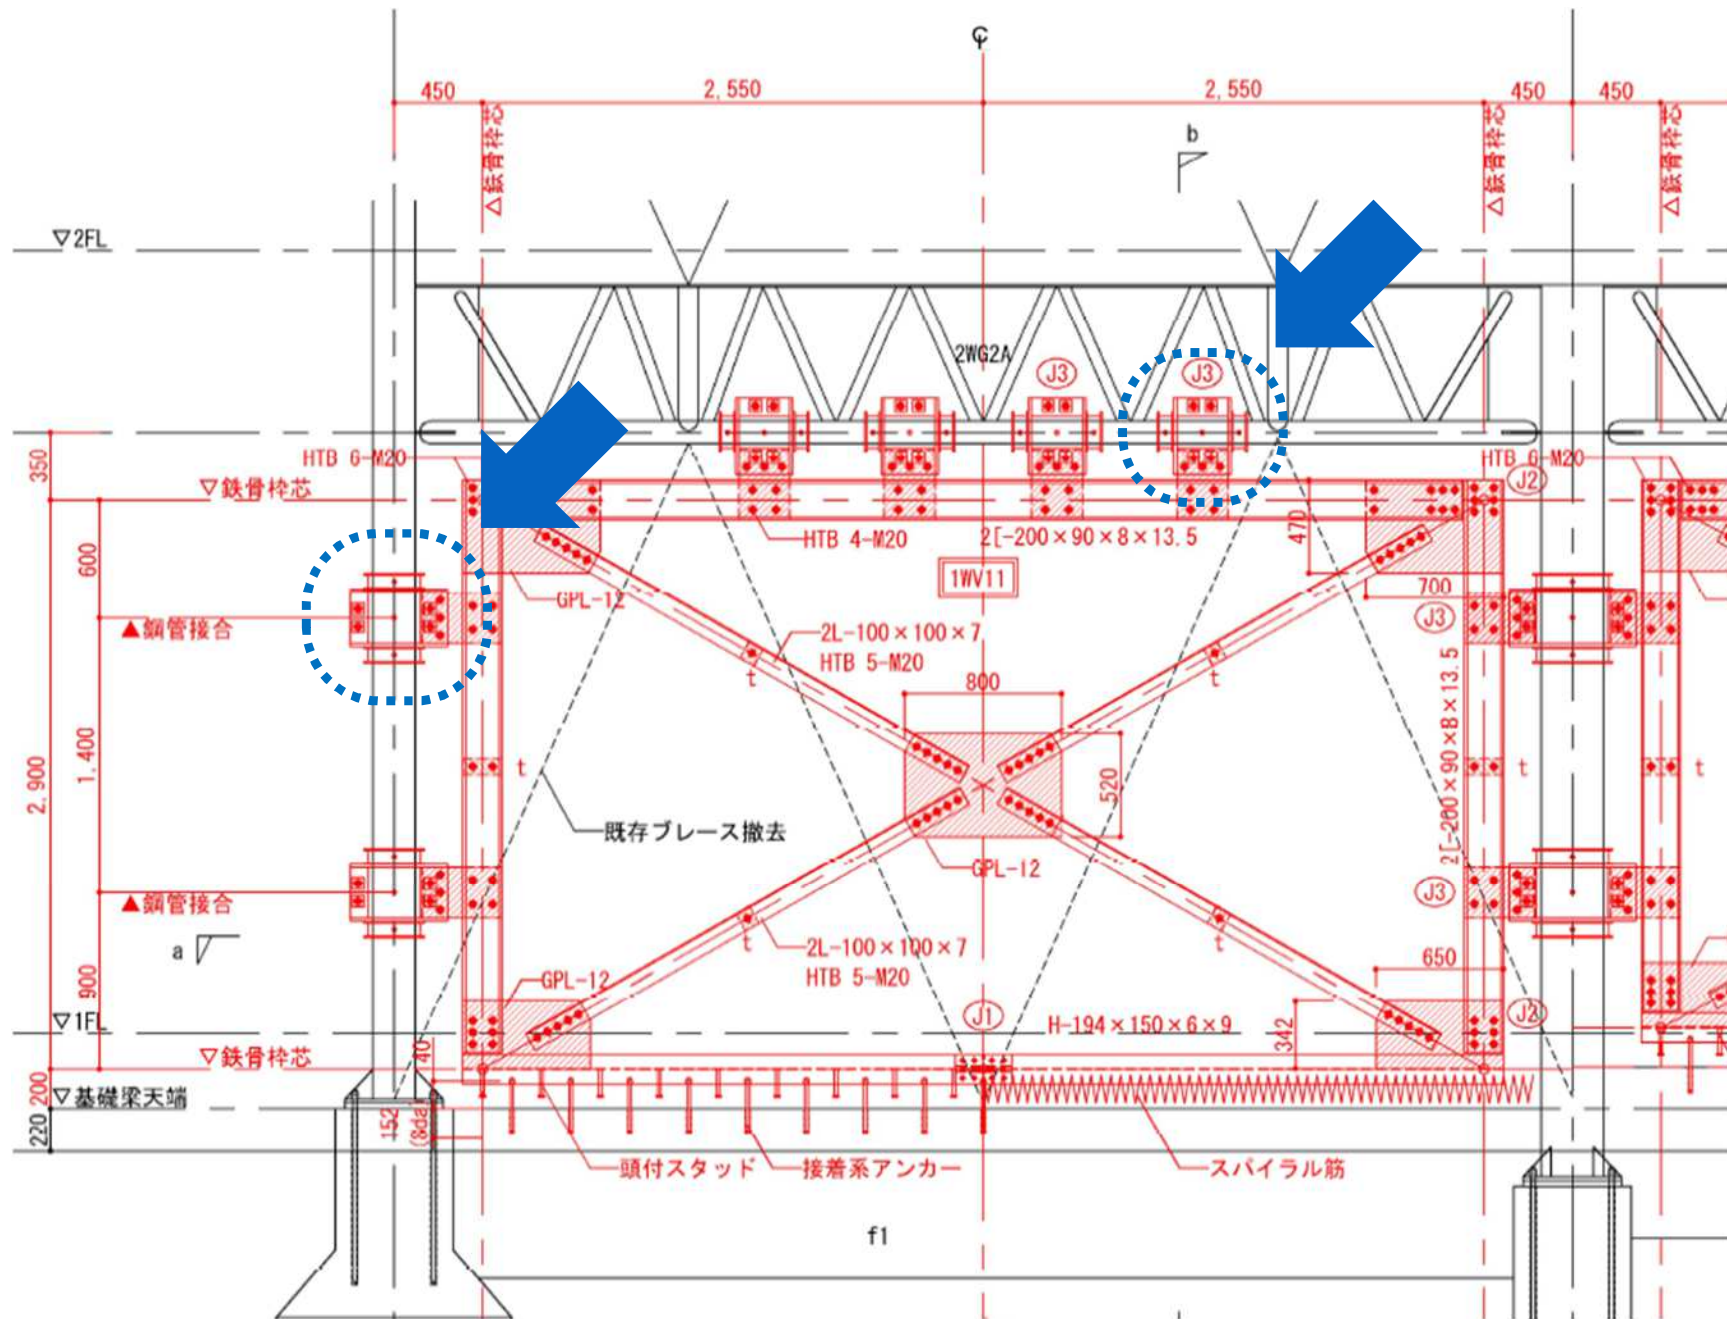 ℄
450
2,550
2,550
450
450
△鉄骨枠芯
△鉄骨枠芯
△鉄骨枠芯
b
▽2FL
2WG2A
J3
J3
HTB 6-M20
HTB 6-M20
J2
350
▽鉄骨枠芯
HTB 4-M20
2[-200×90×8×13.5
470
600
1WV11
GPL-12
700
▲鋼管接合
2L-100×100×7
HTB 5-M20
J3
t
t
800
2[-200×90×8×13.5
2,900
1,400
t
t
t
520
既存ブレース撤去
GPL-12
J3
▲鋼管接合
a
t
t
2L-100×100×7
HTB 5-M20
650
900
GPL-12
▽1FL
J1
H-194×150×6×9
342
J2
▽鉄骨枠芯
40
200
▽基礎梁天端
220
152
(8da)
頭付スタッド
接着系アンカー
スパイラル筋
f1